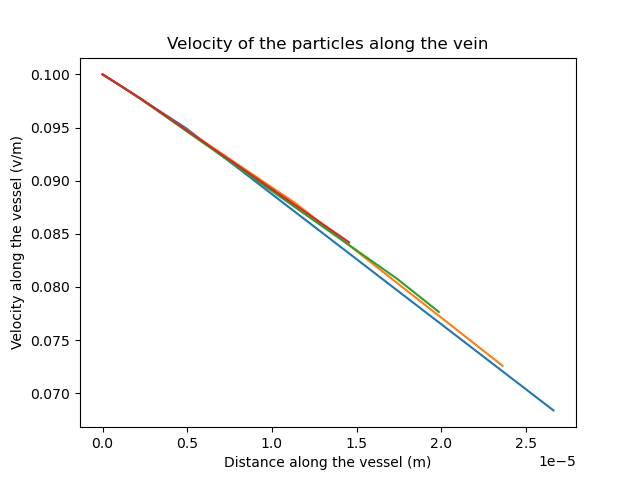 Velocity of the particles along the vein
Velocity along the vessel (v/m)
0.100
0.095
0.090
0.085
0.080
0.075
0.070
0.0 0.5 1.0 1.5 2.0 2.5
1e−5
Distance along the vessel (m)